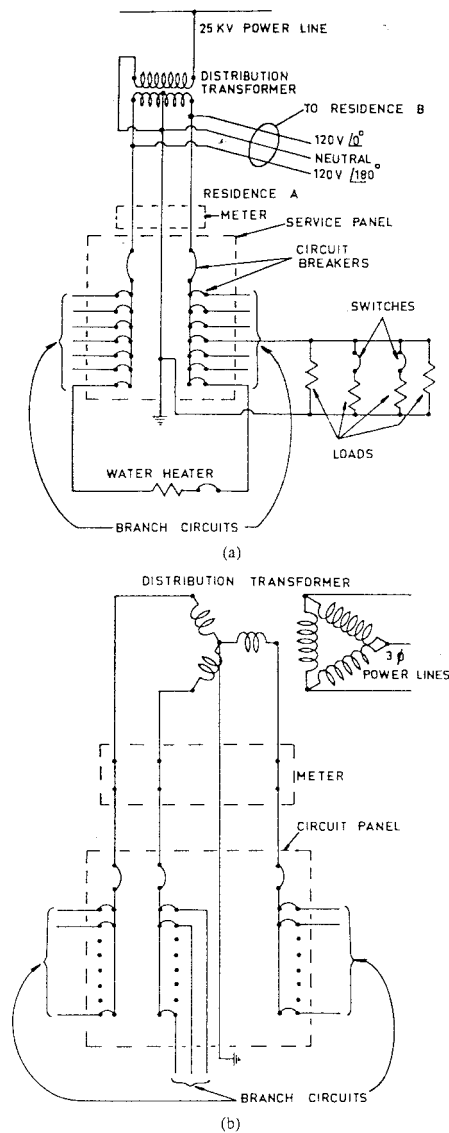 25 KV POWER LINE
DISTRIBUTION
TRANSFORMER
TO RESIDENCE B
120 V /0°
NEUTRAL
120 V /180°
RESIDENCE A
METER
SERVICE PANEL
CIRCUIT
BREAKERS
SWITCHES
LOADS
WATER HEATER
BRANCH CIRCUITS
(a)
DISTRIBUTION TRANSFORMER
3 ϕ
POWER LINES
METER
CIRCUIT PANEL
BRANCH CIRCUITS
(b)